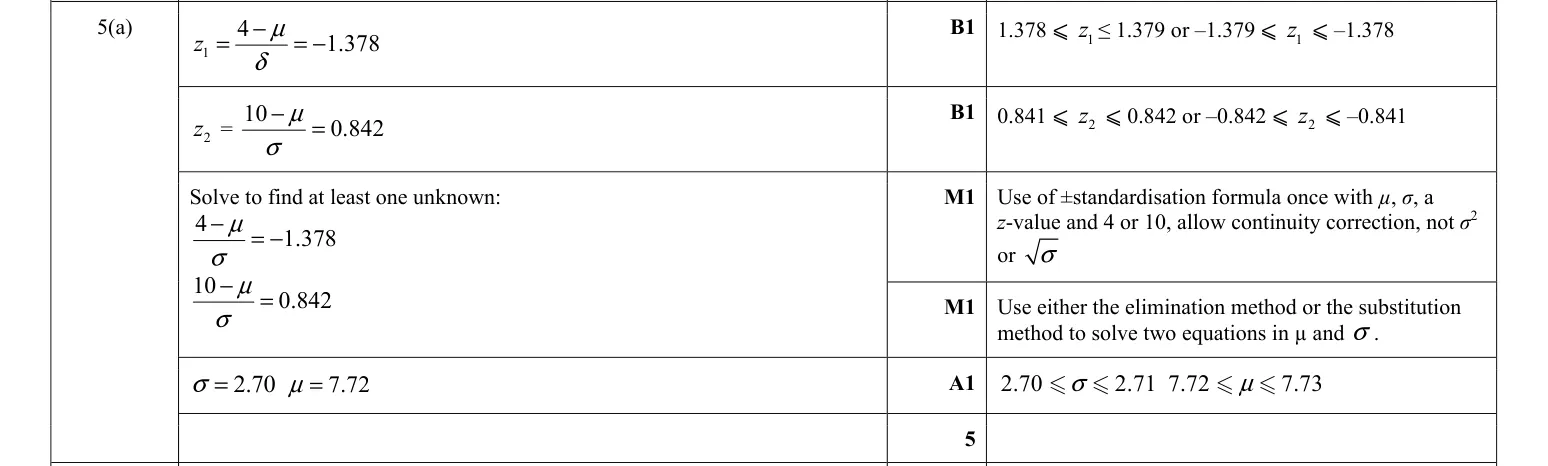 5(a)
z₁ = (4 – μ)/δ = –1.378
B1
1.378 ⩽ z₁ ≤ 1.379 or –1.379 ⩽ z₁ ⩽ –1.378
z₂ = (10 – μ)/σ = 0.842
B1
0.841 ⩽ z₂ ⩽ 0.842 or –0.842 ⩽ z₂ ⩽ –0.841
Solve to find at least one unknown:
(4 – μ)/σ = –1.378
(10 – μ)/σ = 0.842
M1
Use of ±standardisation formula once with μ, σ, a
z-value and 4 or 10, allow continuity correction, not σ²
or √σ
M1
Use either the elimination method or the substitution
method to solve two equations in μ and σ.
σ = 2.70 μ = 7.72
A1
2.70 ⩽ σ ⩽ 2.71 7.72 ⩽ μ ⩽ 7.73
5